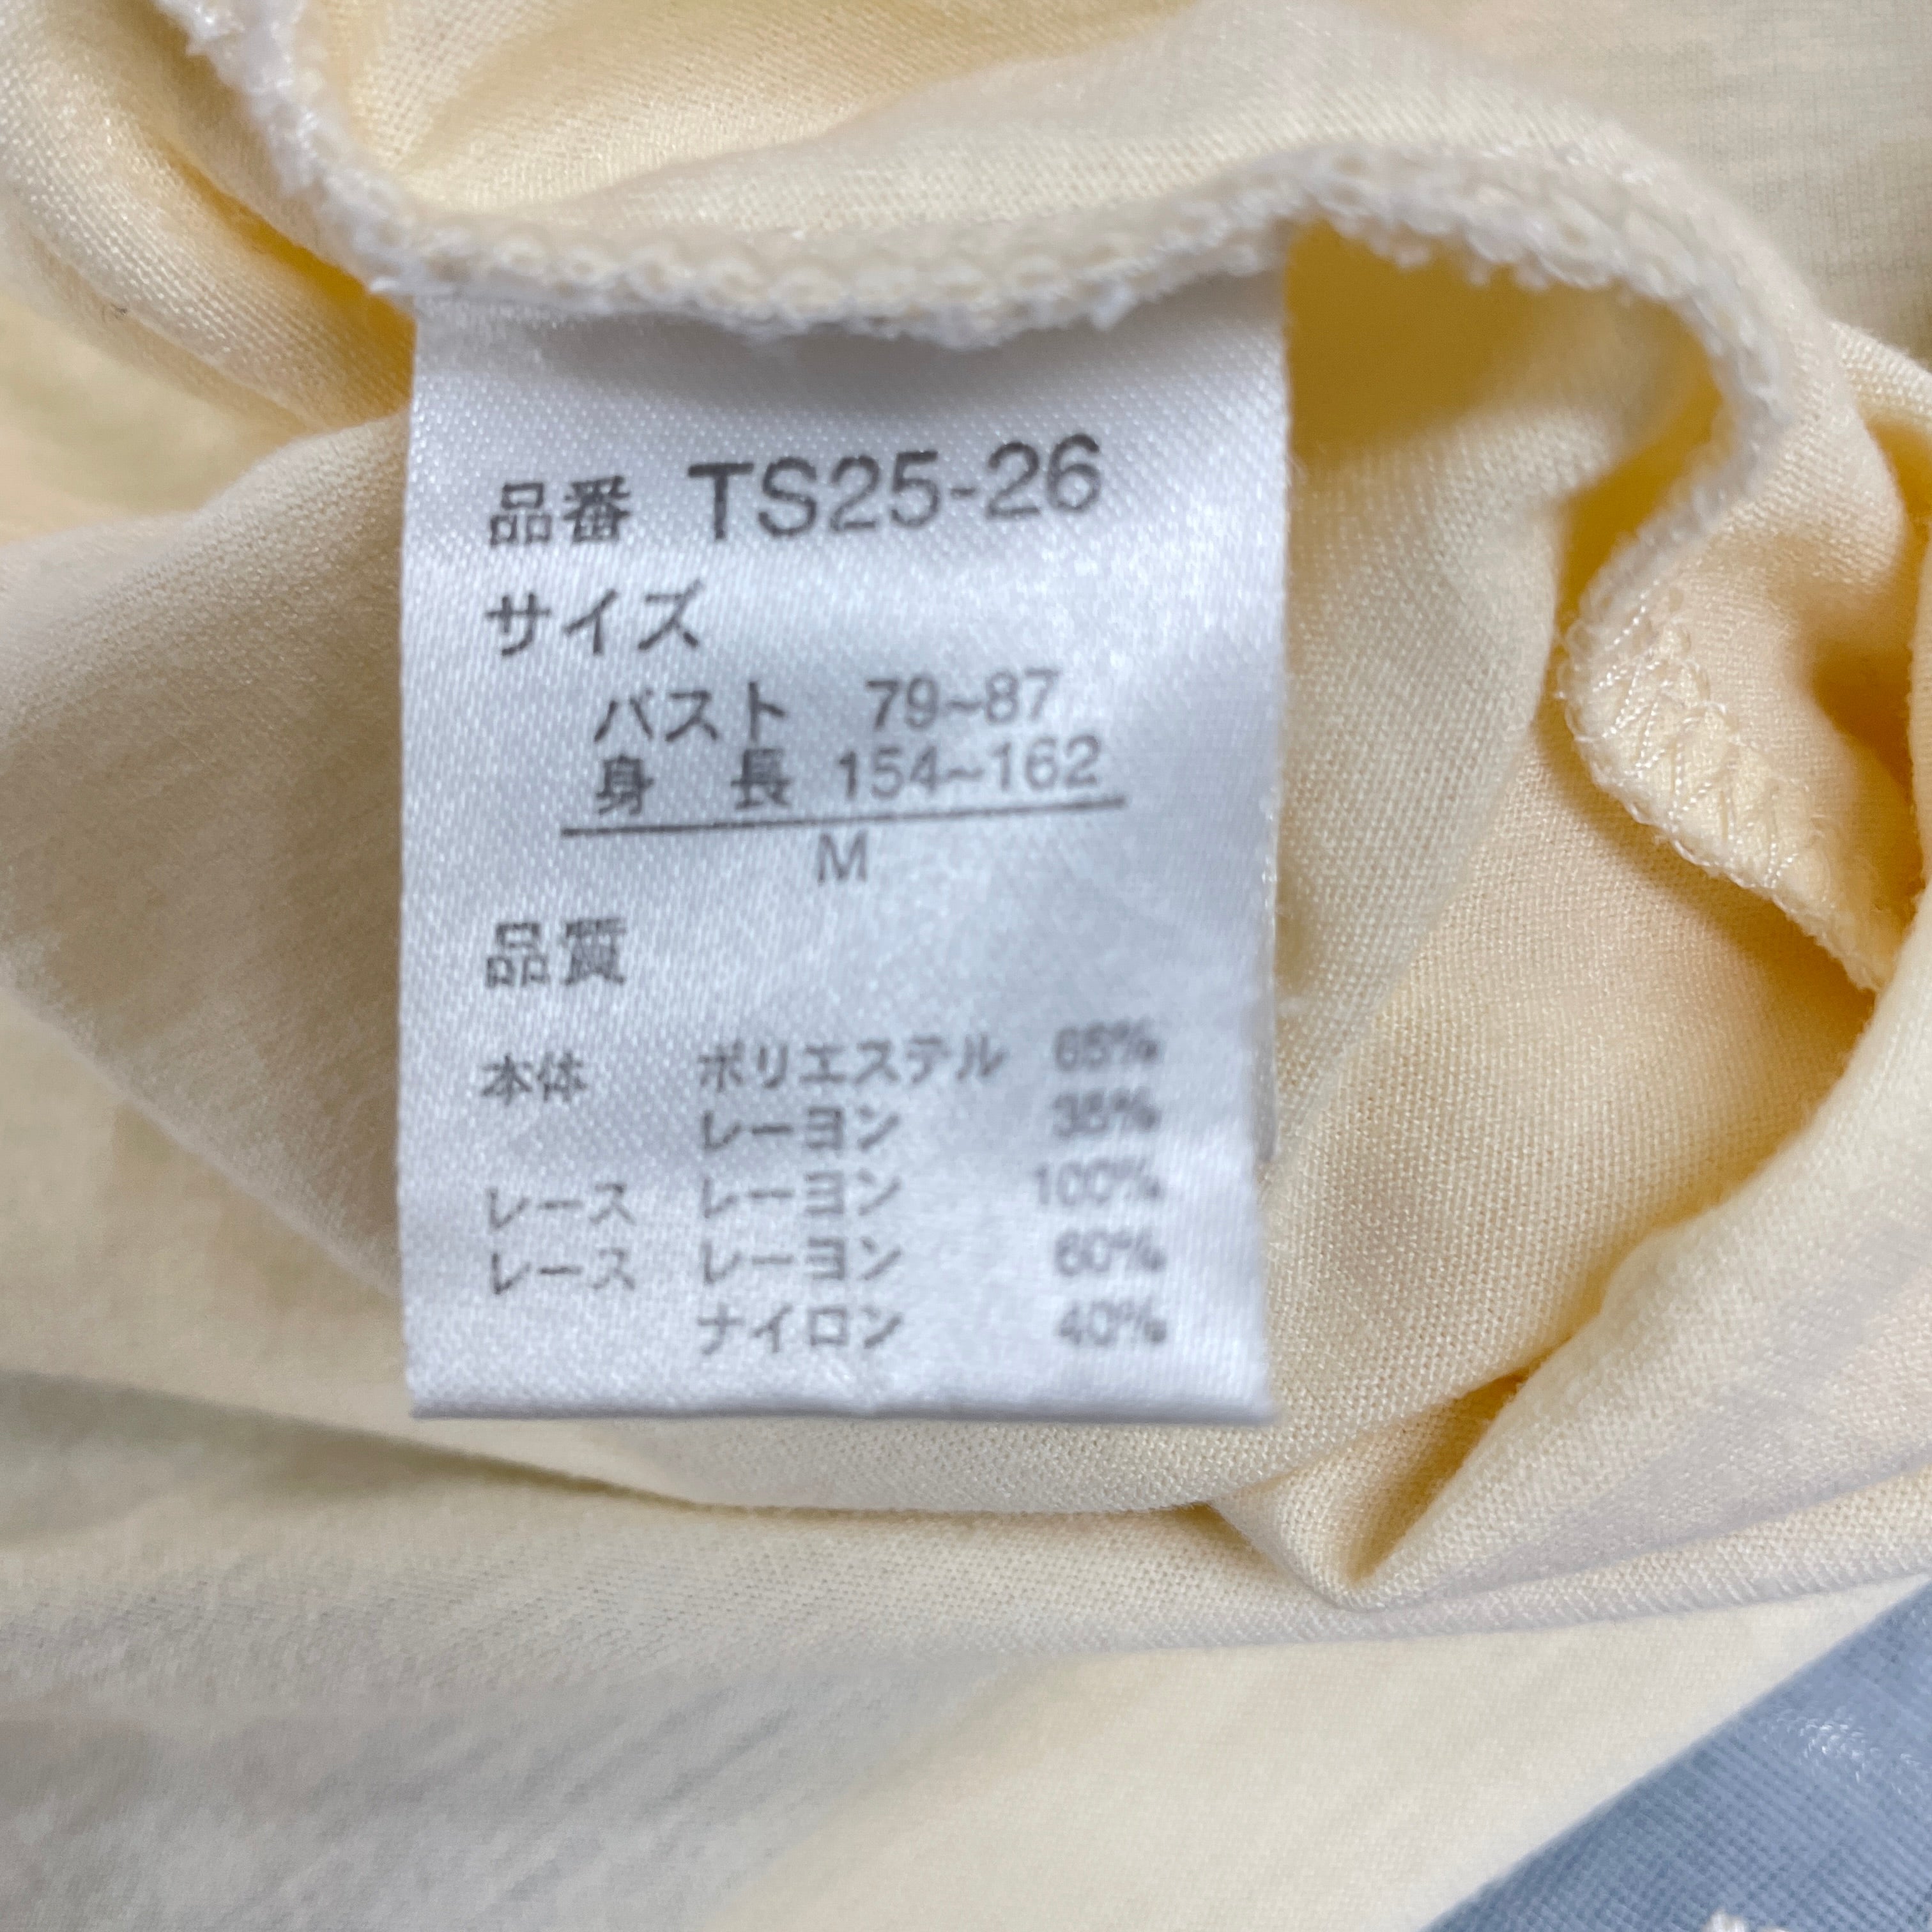 品番 TS25-26
サイズ
バスト 79~87
身 長 154~162
M
品質
本体 ポリエステル 65%
レーヨン 35%
レース レーヨン 100%
レース レーヨン 60%
ナイロン 40%